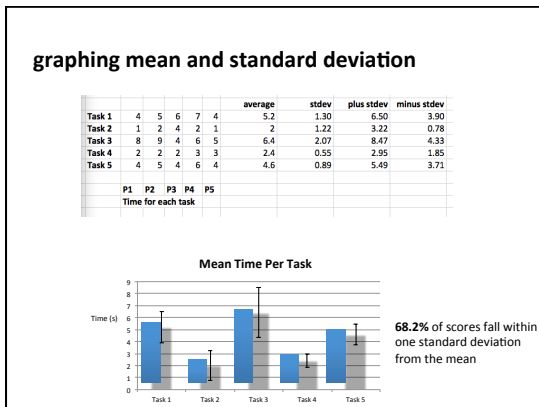 graphing mean and standard deviation
average stdev plus stdev minus stdev
Task 1 4 5 6 7 4 5.2 1.30 6.50 3.90
Task 2 1 2 4 2 1 2 1.22 3.22 0.78
Task 3 8 9 4 6 5 6.4 2.07 8.47 4.33
Task 4 2 2 2 3 3 2.4 0.55 2.95 1.85
Task 5 4 5 4 6 4 4.6 0.89 5.49 3.71
P1 P2 P3 P4 P5
Time for each task
Mean Time Per Task
9
8
7
Time (s) 6
5
4
3
2
1
0
Task 1 Task 2 Task 3 Task 4 Task 5
68.2% of scores fall within
one standard deviation
from the mean